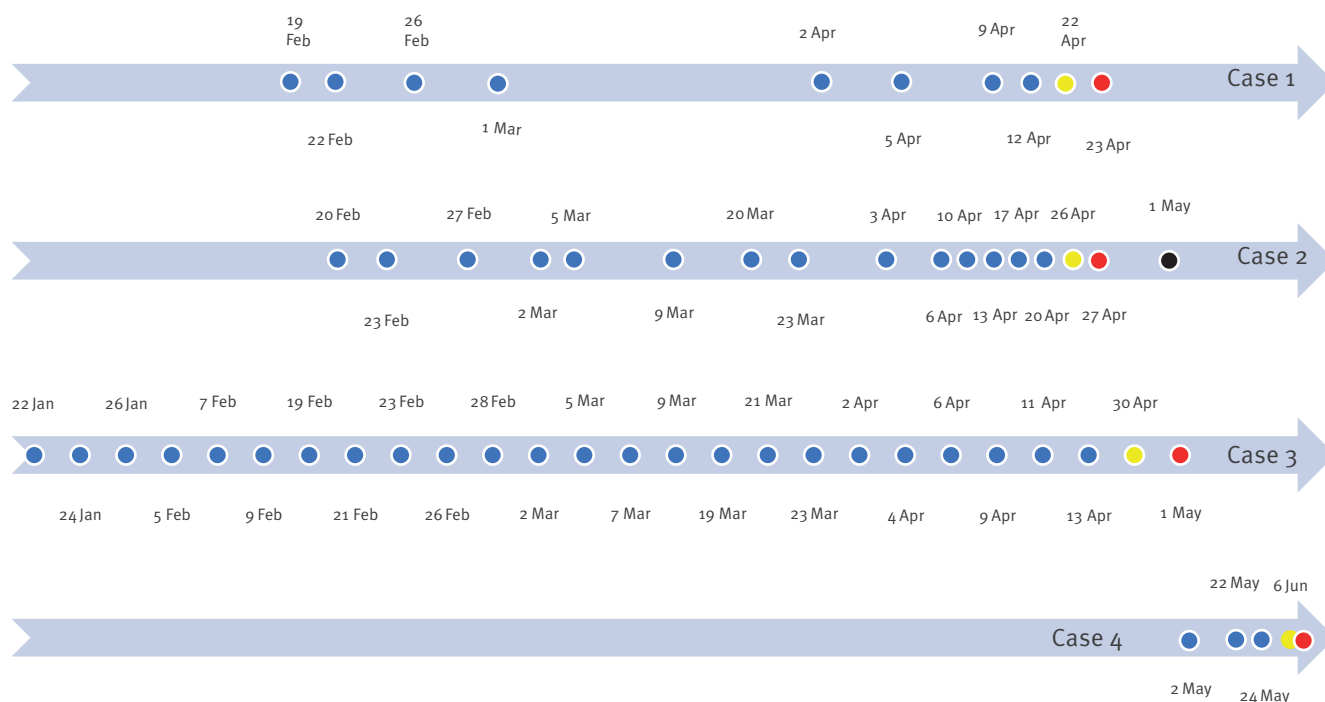 19
Feb
26
Feb
2 Apr
9 Apr
22
Apr
Case 1
22 Feb
1 Mar
5 Apr
12 Apr
23 Apr
20 Feb
27 Feb
5 Mar
20 Mar
3 Apr
10 Apr
17 Apr
26 Apr
1 May
Case 2
23 Feb
2 Mar
9 Mar
23 Mar
6 Apr
13 Apr
20 Apr
27 Apr
22 Jan
26 Jan
7 Feb
19 Feb
23 Feb
28 Feb
5 Mar
9 Mar
21 Mar
2 Apr
6 Apr
11 Apr
30 Apr
Case 3
24 Jan
5 Feb
9 Feb
21 Feb
26 Feb
2 Mar
7 Mar
19 Mar
23 Mar
4 Apr
9 Apr
13 Apr
1 May
22 May
6 Jun
Case 4
2 May
24 May